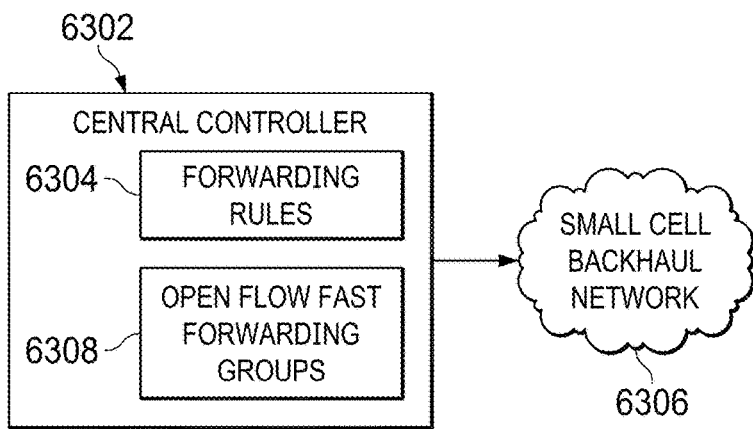 6302
CENTRAL CONTROLLER
6304
FORWARDING
RULES
6308
OPEN FLOW FAST
FORWARDING
GROUPS
SMALL CELL
BACKHAUL
NETWORK
6306